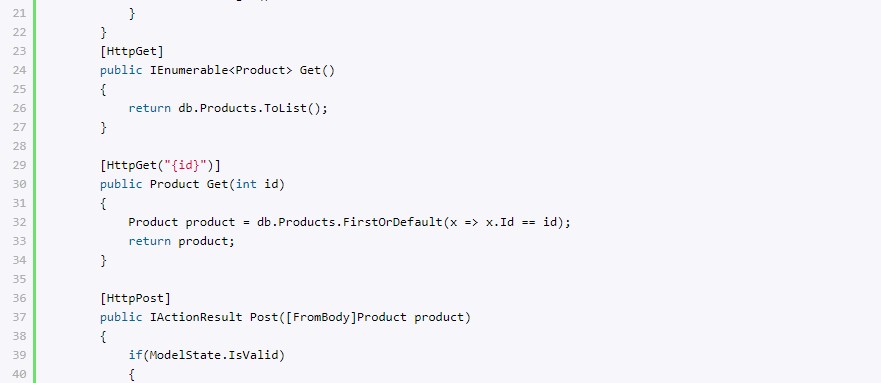 21 }
22 }
23 [HttpGet]
24 public IEnumerable<Product> Get()
25 {
26 return db.Products.ToList();
27 }
28
29 [HttpGet("{id}")]
30 public Product Get(int id)
31 {
32 Product product = db.Products.FirstOrDefault(x => x.Id == id);
33 return product;
34 }
35
36 [HttpPost]
37 public IActionResult Post([FromBody]Product product)
38 {
39 if(ModelState.IsValid)
40 {